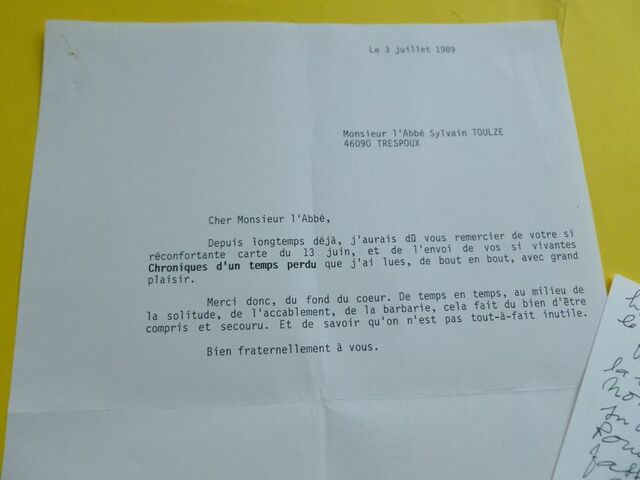 Le 3 juillet 1989
Monsieur l'Abbé Sylvain TOULZE
46090 TRESPOUX
Cher Monsieur l'Abbé,
Depuis longtemps déjà, j'aurais dû vous remercier de votre si
réconfortante carte du 13 juin, et de l'envoi de vos si vivantes
Chroniques d'un temps perdu que j'ai lues, de bout en bout, avec grand
plaisir.
Merci donc, du fond du coeur. De temps en temps, au milieu de
la solitude, de l'accablement, de la barbarie, cela fait du bien d'être
compris et secouru. Et de savoir qu'on n'est pas tout-à-fait inutile.
Bien fraternellement à vous.
la